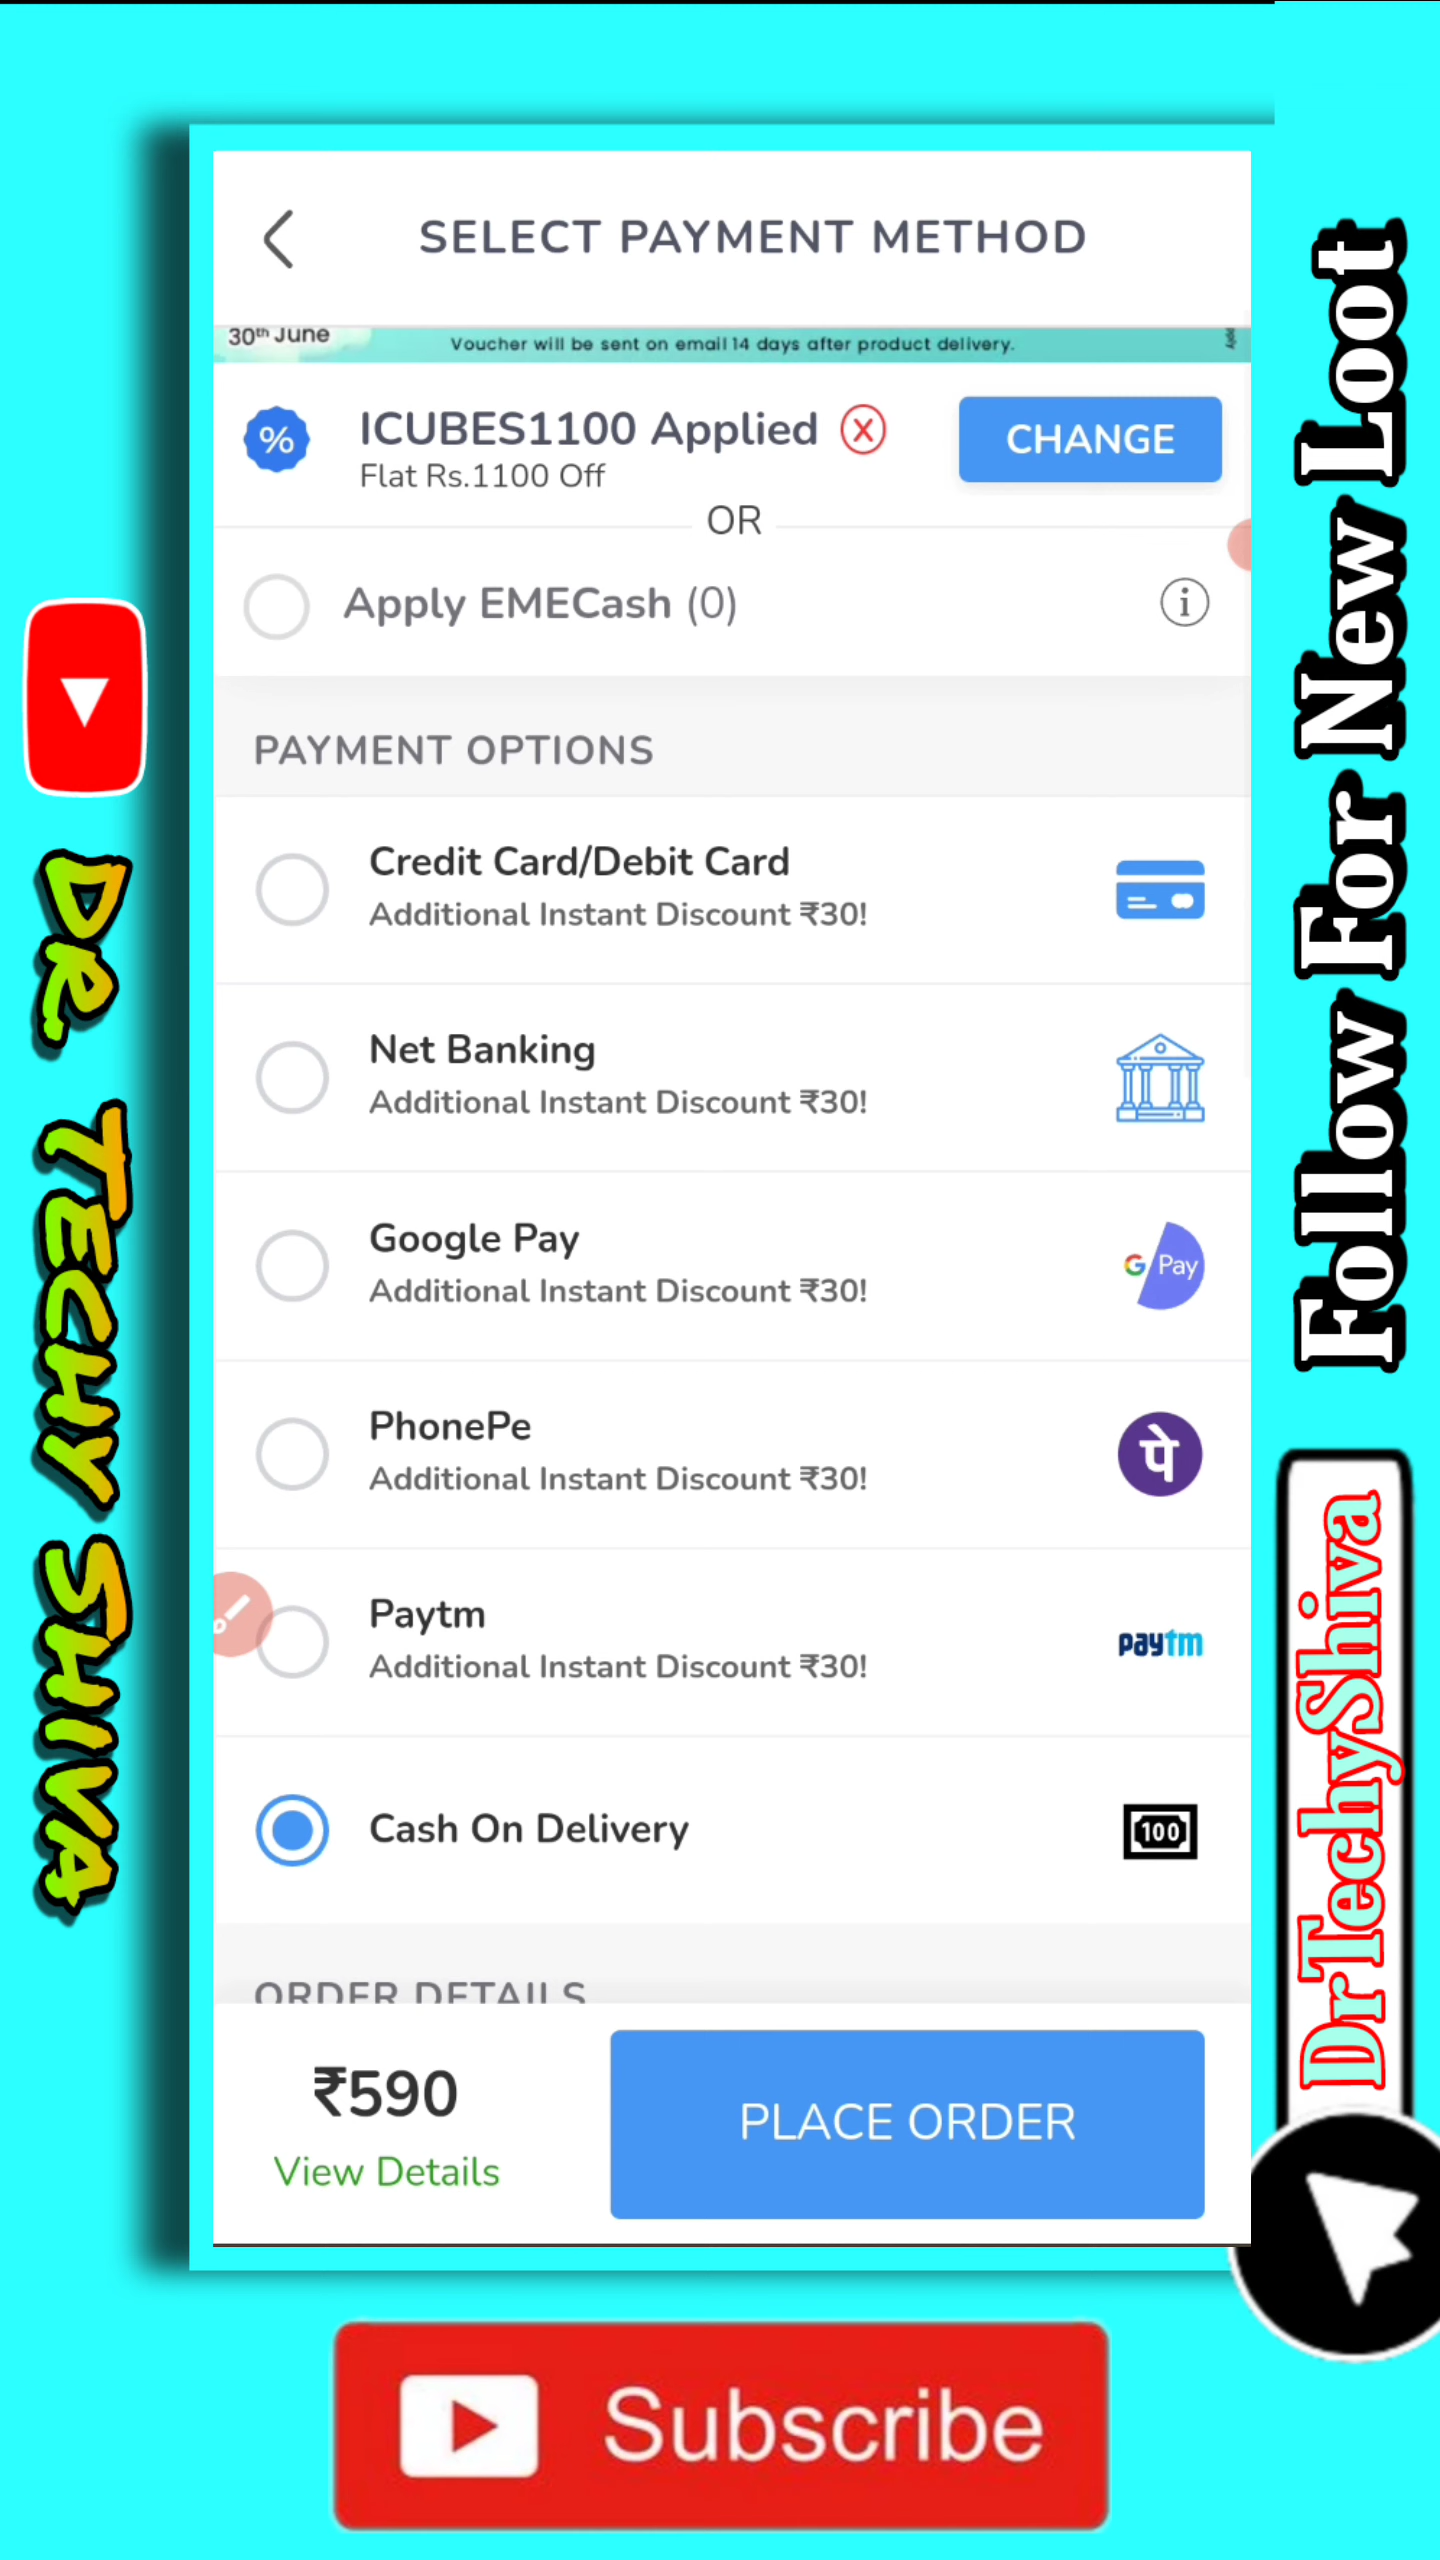 SELECT PAYMENT METHOD
30th June
Voucher will be sent on email 14 days after product delivery.
%
ICUBES1100 Applied
CHANGE
Flat Rs.1100 Off
OR
Apply EMECash (0)
PAYMENT OPTIONS
Credit Card/Debit Card
Additional Instant Discount ₹30!
Net Banking
Additional Instant Discount ₹30!
Google Pay
Additional Instant Discount ₹30!
G Pay
PhonePe
Additional Instant Discount ₹30!
पे
Paytm
Additional Instant Discount ₹30!
paytm
Cash On Delivery
100
ORDER DETAILS
₹590
View Details
PLACE ORDER
DR TECHY SHIVA
Follow For New Loot
DrTechyShiva
Subscribe